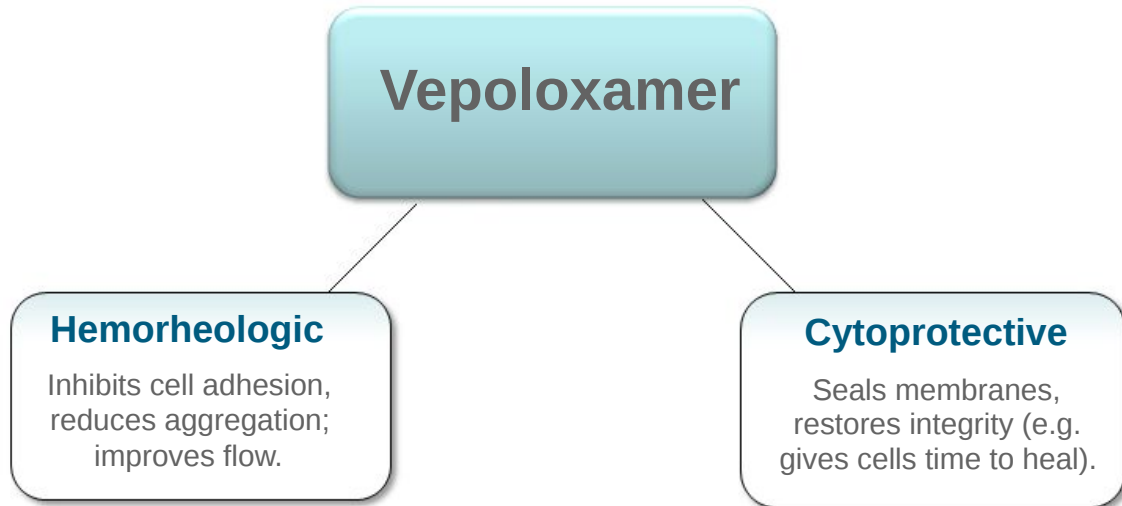 Vepoloxamer
Hemorheologic
Inhibits cell adhesion,
reduces aggregation;
improves flow.
Cytoprotective
Seals membranes,
restores integrity (e.g.
gives cells time to heal).